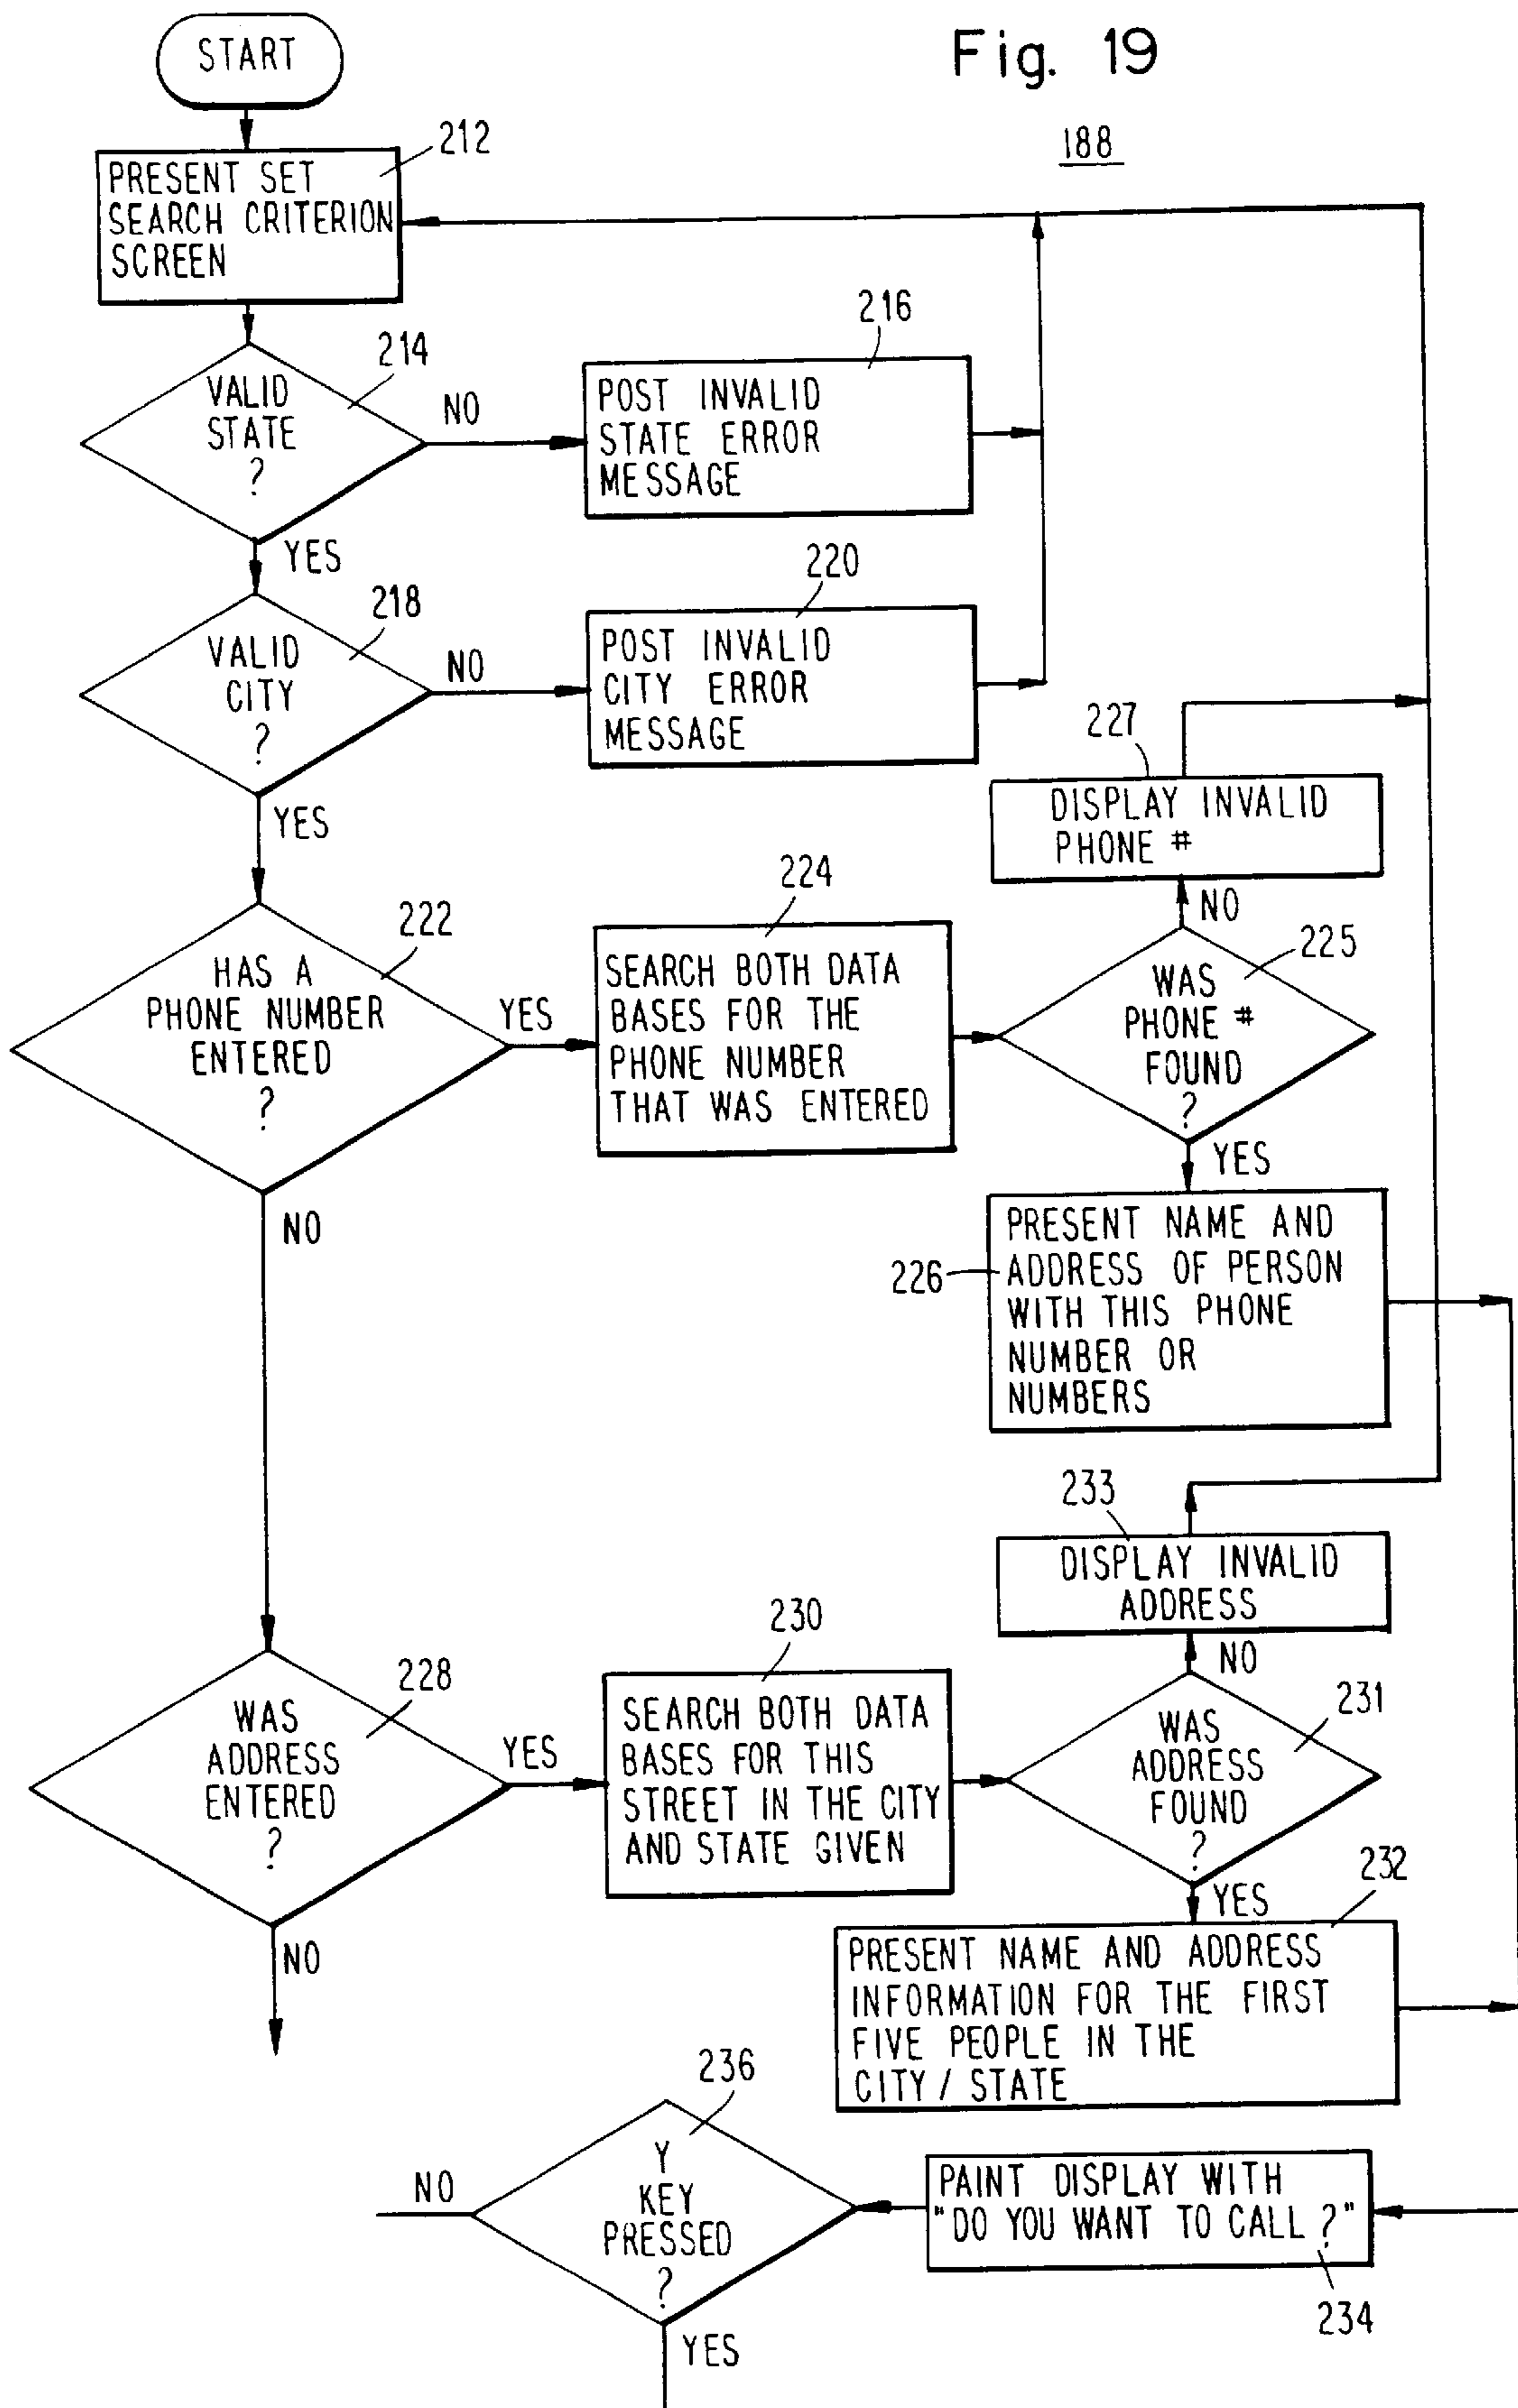 START
Fig. 19
188
212
PRESENT SET
SEARCH CRITERION
SCREEN
214
VALID
STATE
?
NO
216
POST INVALID
STATE ERROR
MESSAGE
YES
218
VALID
CITY
?
NO
220
POST INVALID
CITY ERROR
MESSAGE
YES
222
HAS A
PHONE NUMBER
ENTERED
?
YES
224
SEARCH BOTH DATA
BASES FOR THE
PHONE NUMBER
THAT WAS ENTERED
227
DISPLAY INVALID
PHONE #
NO
225
WAS
PHONE #
FOUND
?
YES
226
PRESENT NAME AND
ADDRESS OF PERSON
WITH THIS PHONE
NUMBER OR
NUMBERS
NO
228
WAS
ADDRESS
ENTERED
?
YES
230
SEARCH BOTH DATA
BASES FOR THIS
STREET IN THE CITY
AND STATE GIVEN
233
DISPLAY INVALID
ADDRESS
NO
231
WAS
ADDRESS
FOUND
?
YES
232
PRESENT NAME AND ADDRESS
INFORMATION FOR THE FIRST
FIVE PEOPLE IN THE
CITY / STATE
NO
236
Y
KEY
PRESSED
?
NO
PAINT DISPLAY WITH
"DO YOU WANT TO CALL ?"
234
YES